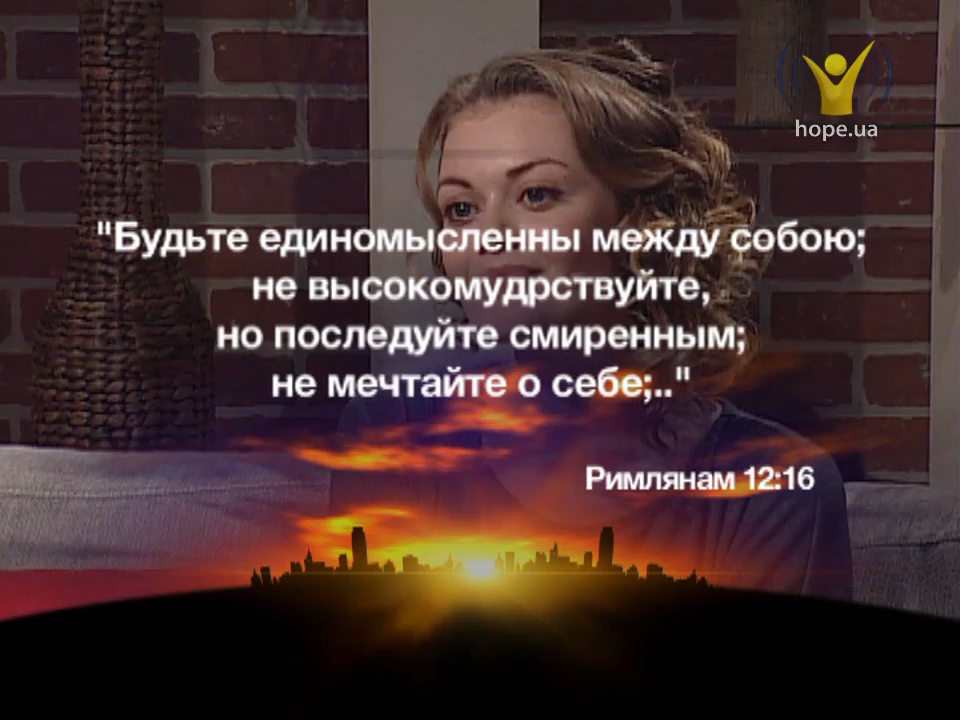 hope.ua
"Будьте единомысленны между собою;
не высокомудрствуйте,
но последуйте смиренным;
не мечтайте о себе;.."
Римлянам 12:16